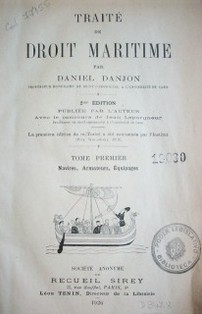 TRAITÉ
DE
DROIT MARITIME
PAR
DANIEL DANJON
2me ÉDITION
PUBLIÉE PAR L'AUTEUR
avec le concours de Jean Lepargneur
La première édition de ce Traité a été couronnée par l'Institut
TOME PREMIER
Navires, Armateurs, Équipages
SOCIÉTÉ ANONYME
DU
RECUEIL SIREY
Léon TENIN, Directeur de la Librairie
1926
BIBLIOTECA